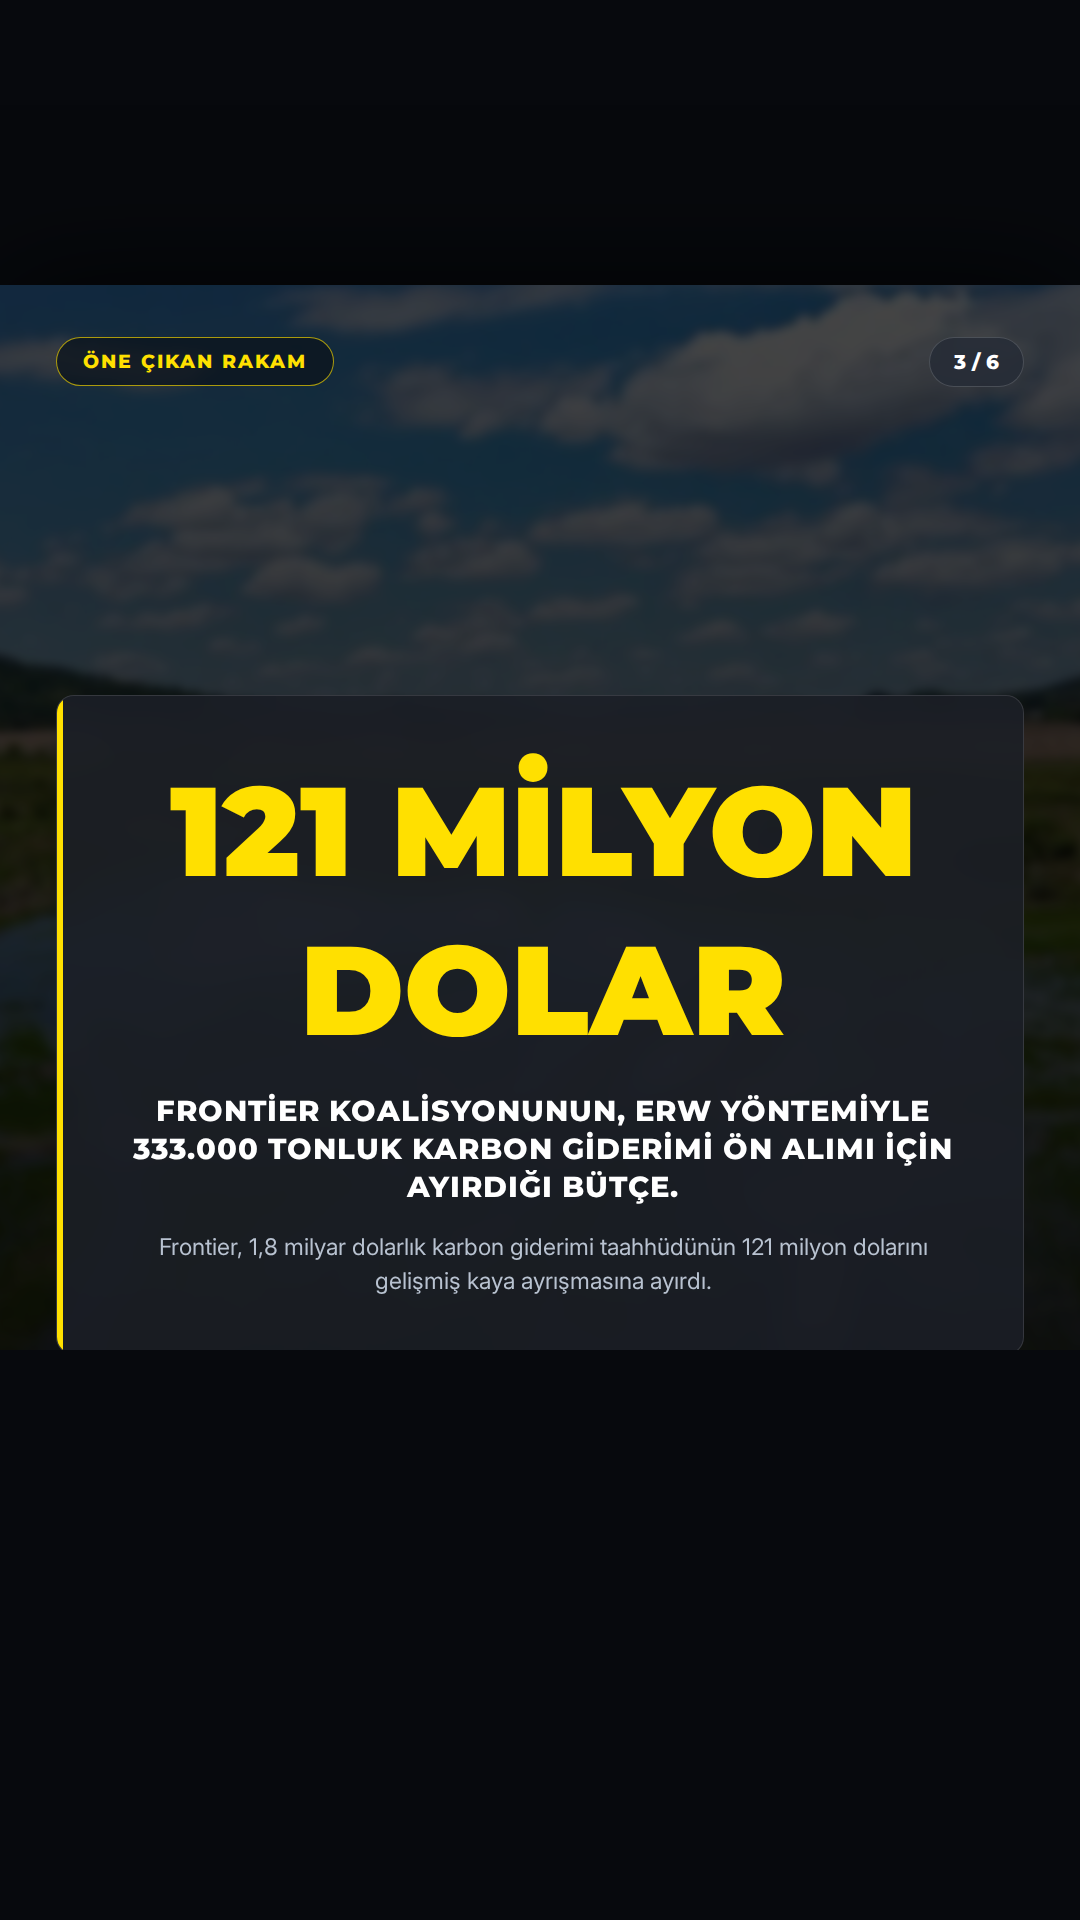 ÖNE ÇIKAN RAKAM
3 / 6
121 MİLYON
DOLAR
FRONTİER KOALİSYONUNUN, ERW YÖNTEMİYLE
333.000 TONLUK KARBON GİDERİMİ ÖN ALIMI İÇİN
AYIRDIĞI BÜTÇE.
Frontier, 1,8 milyar dolarlık karbon giderimi taahhüdünün 121 milyon dolarını
gelişmiş kaya ayrışmasına ayırdı.